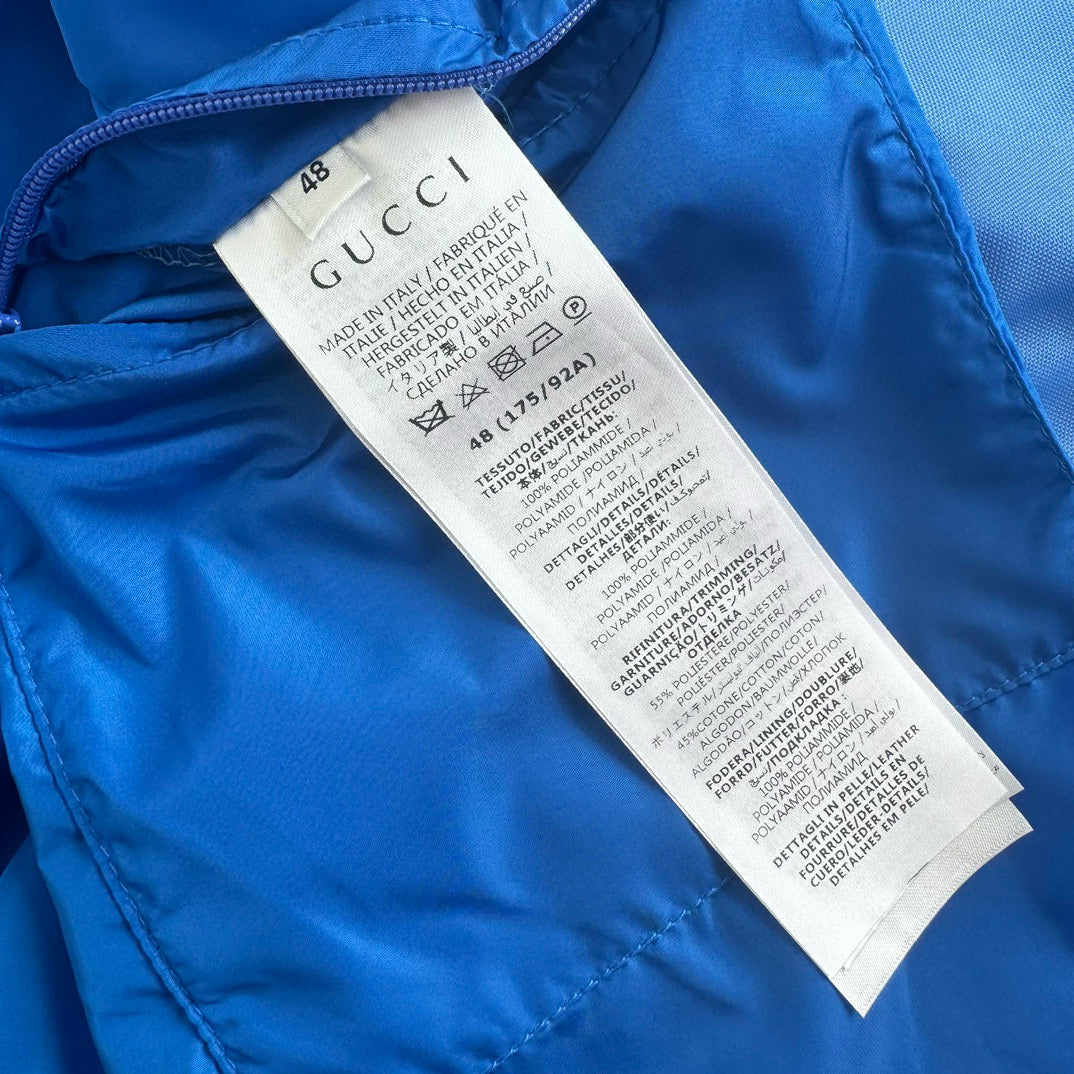 48
GUCCI
MADE IN ITALY / FABRIQUÉ EN
ITALIE / HECHO EN ITALIA /
HERGESTELT IN ITALIEN /
FABRICADO EM ITÁLIA /
イタリア製 / صنع في إيطاليا /
СДЕЛАНО В ИТАЛИИ
P
48 (175/92A)
TESSUTO/FABRIC/TISSU/
TEJIDO/GEWEBE/TECIDO/
本体/نسيج/ТКАНЬ:
100% POLIAMMIDE /
POLYAMIDE /POLIAMIDA /
POLYAAMID / ナイロン /
ПОЛИАМИД
DETTAGLI/DETAILS/DÉTAILS/
DETALLES/DETAILS/
DETALHES/部分使い/
ДЕТАЛИ:
100% POLIAMMIDE /
POLYAMIDE /POLIAMIDA /
POLYAAMID / ナイロン /
ПОЛИАМИД
RIFINITURA/TRIMMING/
GARNITURE/ADORNO/BESATZ/
GUARNIÇÃO/トリミング/
ОТДЕЛКА
55% POLIESTERE/POLYESTER/
POLYESTER/POLIÉSTER/
ポリエステル/ПОЛИЭСТЕР/
45%COTONE/COTTON/COTON/
ALGODON/BAUMWOLLE/
ALGODÃO/コットン/قطن/ХЛОПОК
FODERA/LINING/DOUBLURE/
FORRD/FUTTER/FORRO/裏地/
ПОДКЛАДКА :
100% POLIAMMIDE /
POLYAMIDE /POLIAMIDA /
POLYAAMID / ナイロン /
ПОЛИАМИД
DETTAGLI IN PELLE/LEATHER
DETAILS/DETAILS EN
FOURRURE/DETALLES DE
CUERO/LEDER-DETAILS/
DETALHES EM PELE/